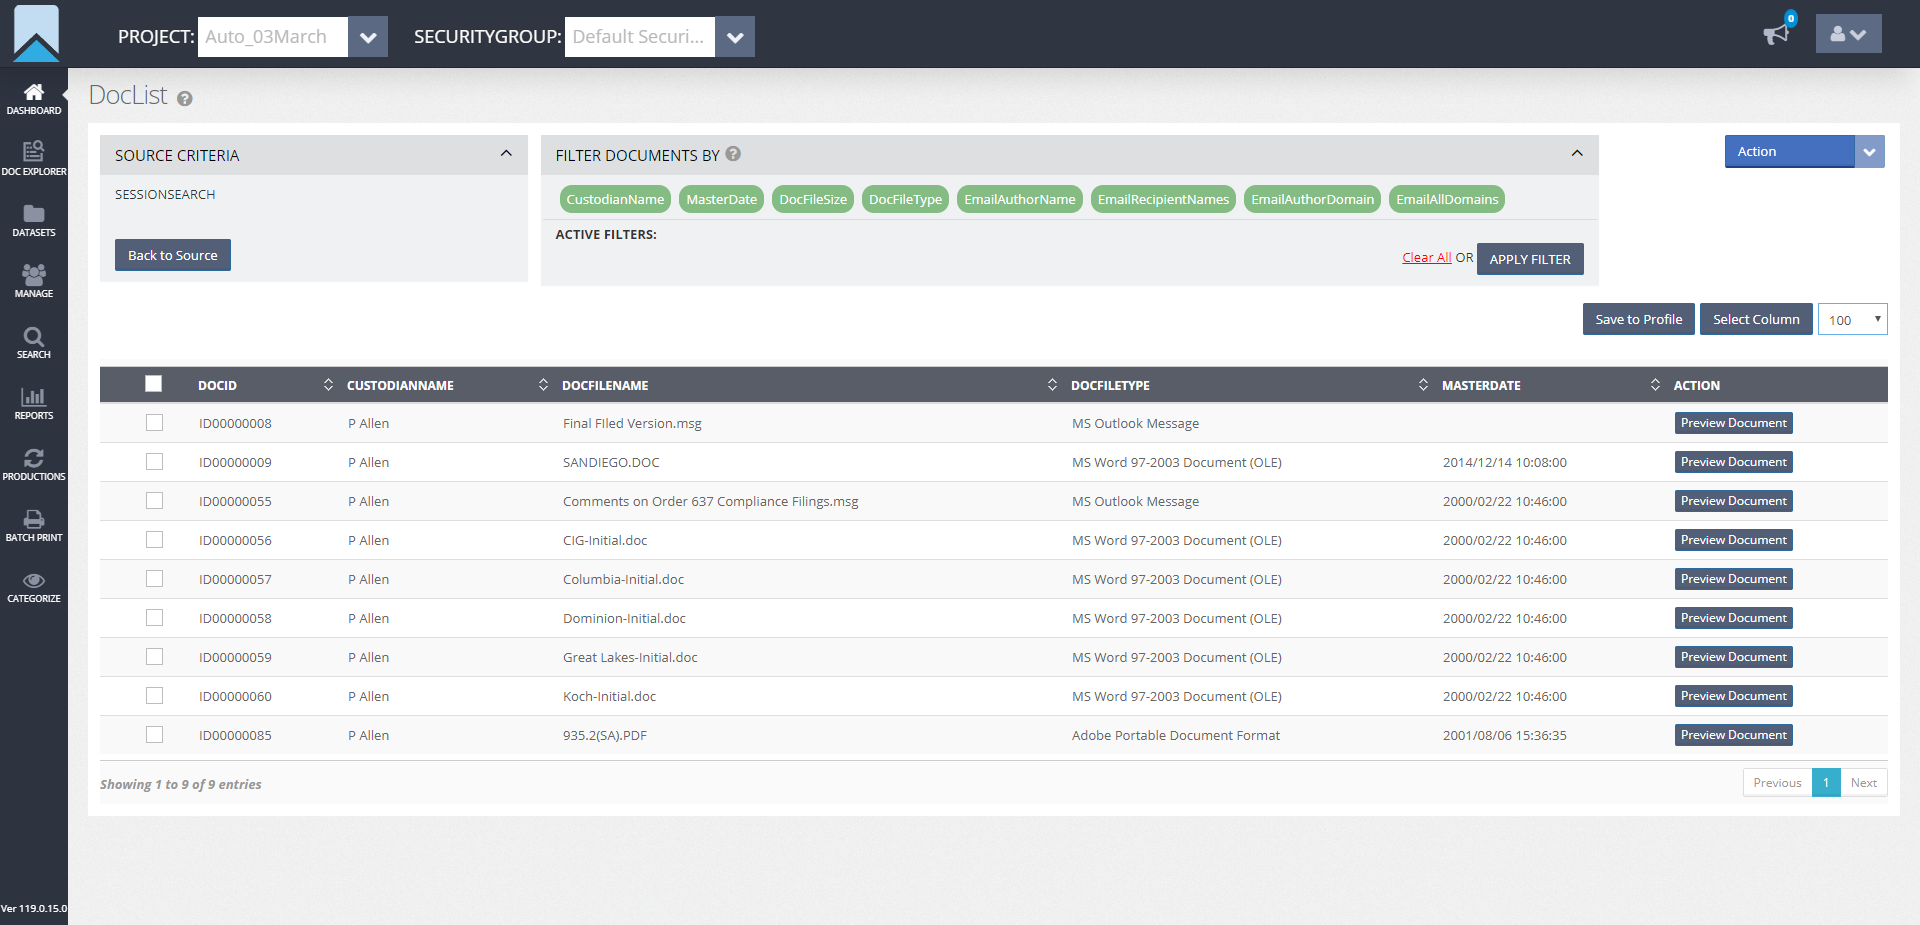 PROJECT: Auto_03March SECURITYGROUP: Default Securi... 0
DASHBOARD
DOC EXPLORER
DATASETS
MANAGE
SEARCH
REPORTS
PRODUCTIONS
BATCH PRINT
CATEGORIZE
Ver 119.0.15.0
DocList ?
SOURCE CRITERIA
SESSIONSEARCH
Back to Source
FILTER DOCUMENTS BY ?
CustodianName MasterDate DocFileSize DocFileType EmailAuthorName EmailRecipientNames EmailAuthorDomain EmailAllDomains
ACTIVE FILTERS:
Clear All OR APPLY FILTER
Action
Save to Profile Select Column 100
DOCID CUSTODIANNAME DOCFILENAME DOCFILETYPE MASTERDATE ACTION
ID00000008 P Allen Final FIled Version.msg MS Outlook Message Preview Document
ID00000009 P Allen SANDIEGO.DOC MS Word 97-2003 Document (OLE) 2014/12/14 10:08:00 Preview Document
ID00000055 P Allen Comments on Order 637 Compliance Filings.msg MS Outlook Message 2000/02/22 10:46:00 Preview Document
ID00000056 P Allen CIG-Initial.doc MS Word 97-2003 Document (OLE) 2000/02/22 10:46:00 Preview Document
ID00000057 P Allen Columbia-Initial.doc MS Word 97-2003 Document (OLE) 2000/02/22 10:46:00 Preview Document
ID00000058 P Allen Dominion-Initial.doc MS Word 97-2003 Document (OLE) 2000/02/22 10:46:00 Preview Document
ID00000059 P Allen Great Lakes-Initial.doc MS Word 97-2003 Document (OLE) 2000/02/22 10:46:00 Preview Document
ID00000060 P Allen Koch-Initial.doc MS Word 97-2003 Document (OLE) 2000/02/22 10:46:00 Preview Document
ID00000085 P Allen 935.2(SA).PDF Adobe Portable Document Format 2001/08/06 15:36:35 Preview Document
Showing 1 to 9 of 9 entries
Previous 1 Next